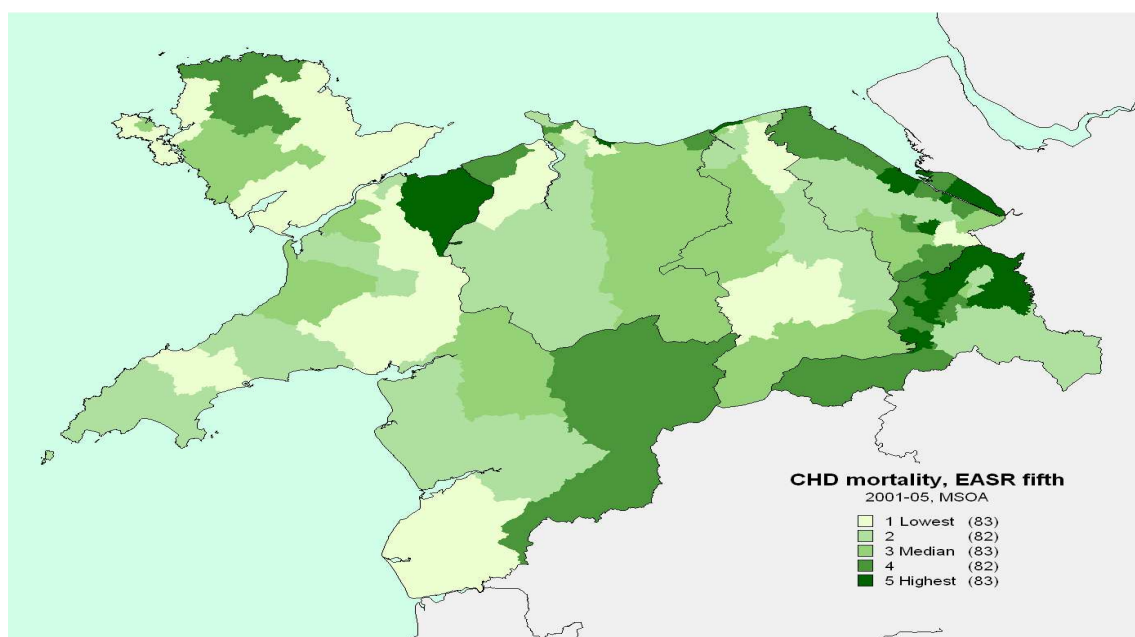 CHD mortality, EASR fifth
2001-05, MSOA
1 Lowest (83)
2 (82)
3 Median (83)
4 (82)
5 Highest (83)